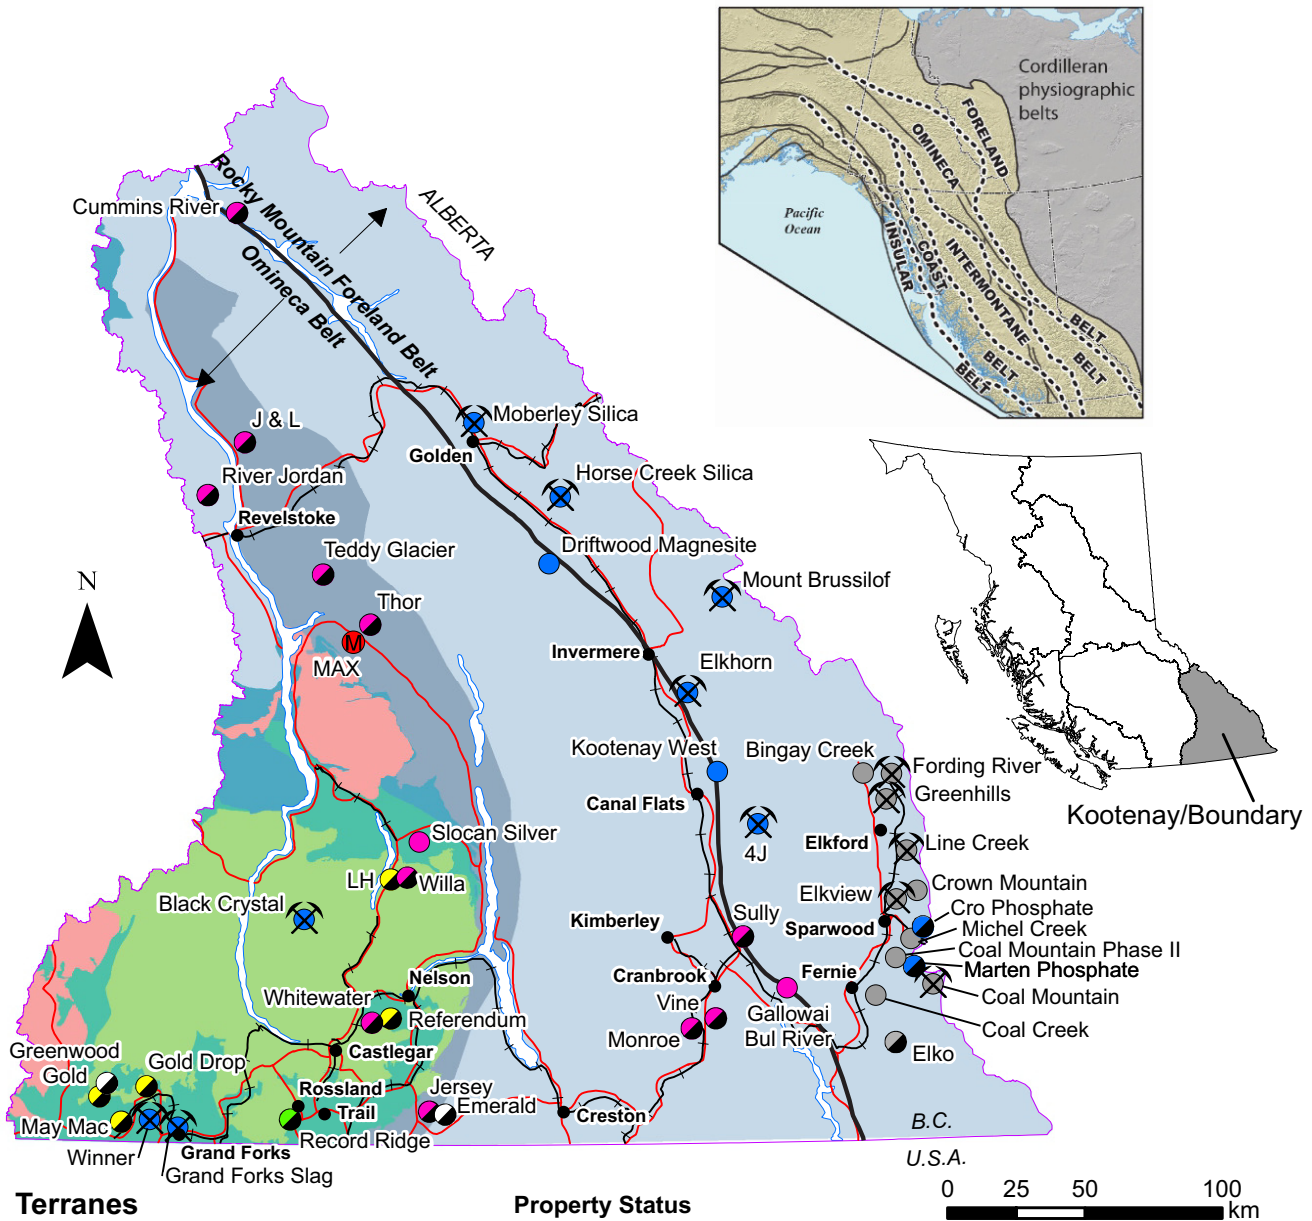 Cordilleran
physiographic
belts
FORELAND
OMINECA
INTERMONTANE
COAST
INSULAR
BELT
BELT
BELT
BELT
Pacific
Ocean
Rocky Mountain Foreland Belt
Omineca Belt
ALBERTA
Cummins River
J & L
River Jordan
Revelstoke
Teddy Glacier
Thor
M
MAX
N
Moberley Silica
Golden
Horse Creek Silica
Driftwood Magnesite
Mount Brussilof
Invermere
Elkhorn
Kootenay West
Bingay Creek
Fording River
Greenhills
Canal Flats
4J
Elkford
Line Creek
Crown Mountain
Elkview
Cro Phosphate
Sparwood
Michel Creek
Coal Mountain Phase II
Marten Phosphate
Coal Mountain
Coal Creek
Fernie
Elko
Kimberley
Sully
Cranbrook
Vine
Monroe
Gallowai
Bul River
Slocan Silver
LH
Willa
Black Crystal
Nelson
Whitewater
Referendum
Castlegar
Greenwood
Gold
Gold Drop
Rossland
Trail
Jersey
Emerald
Creston
May Mac
Record Ridge
Winner
Grand Forks
Grand Forks Slag
B.C.
U.S.A.
Kootenay/Boundary
Terranes
Property Status
0 25 50 100
km